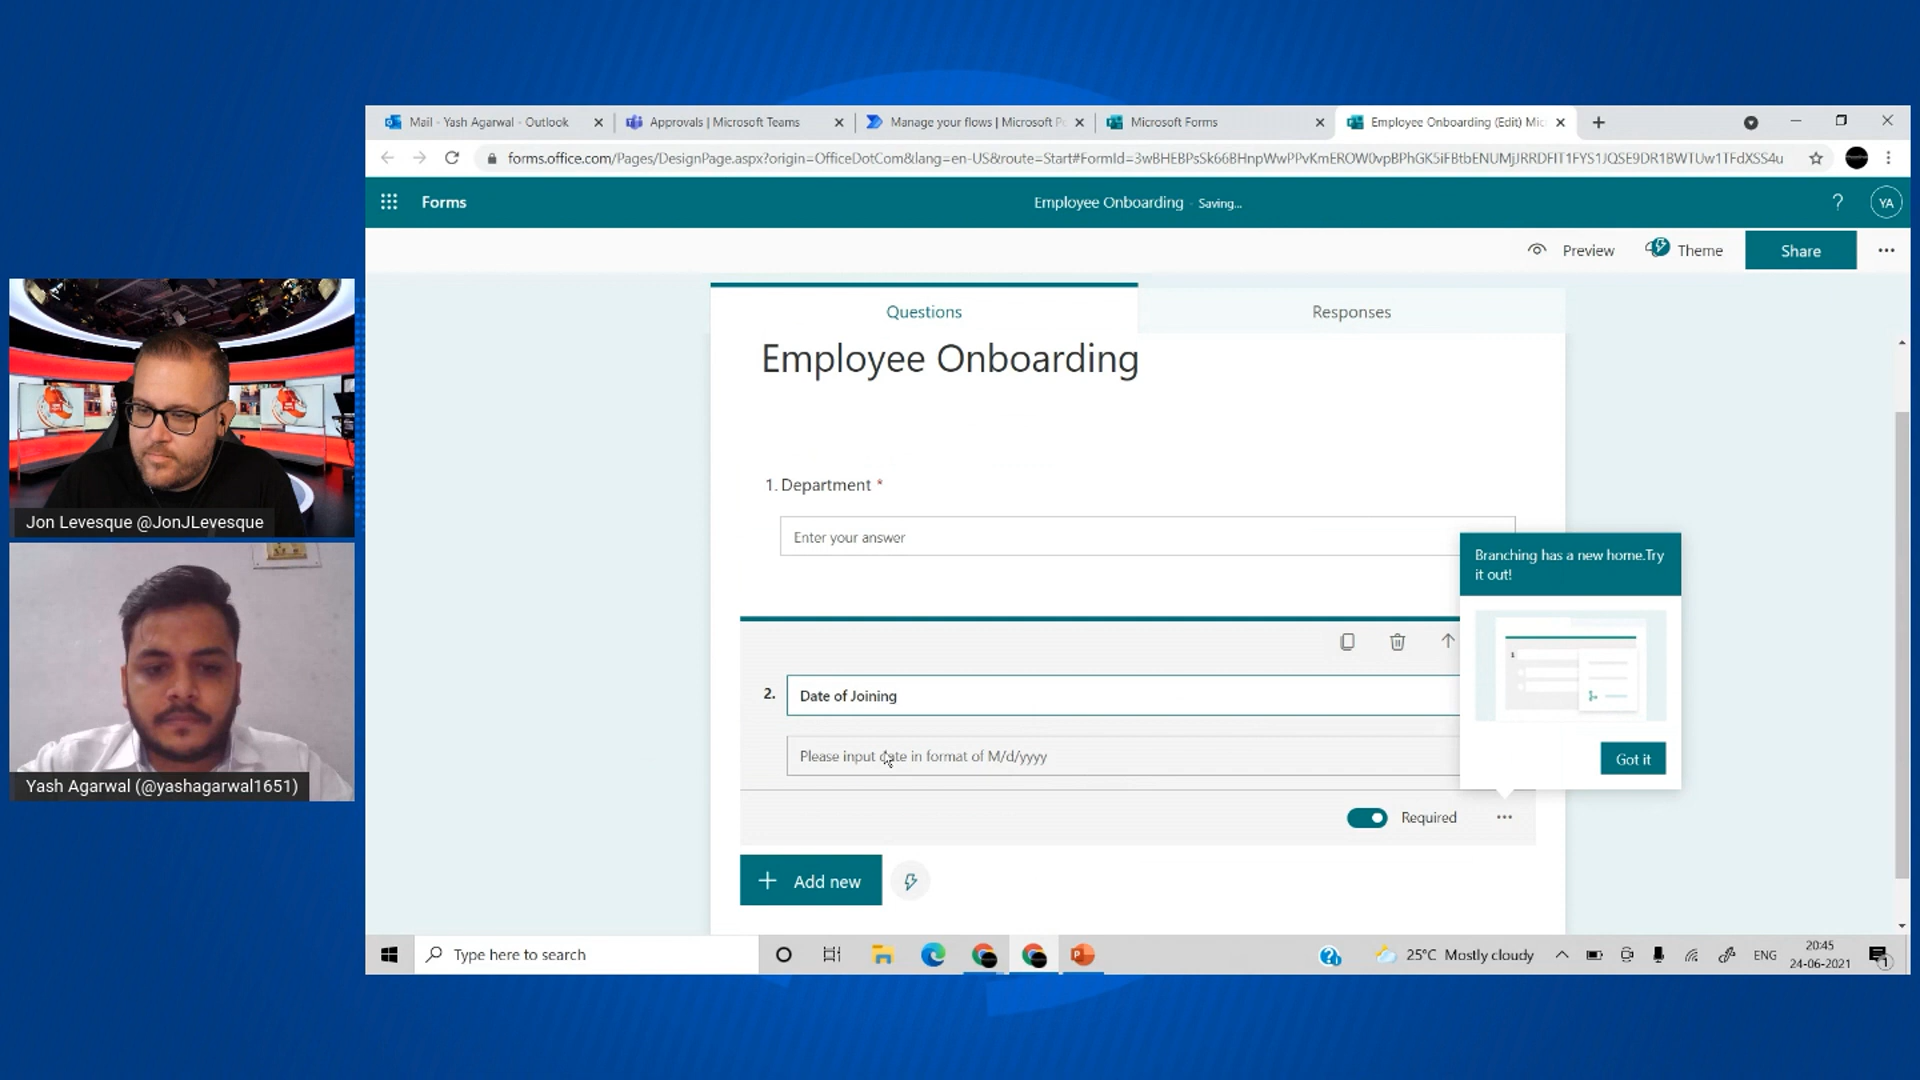 Mail - Yash Agarwal - Outlook
Approvals | Microsoft Teams
Manage your flows | Microsoft Po
Microsoft Forms
Employee Onboarding (Edit) Mic
forms.office.com/Pages/DesignPage.aspx?origin=OfficeDotCom&lang=en-US&route=Start#FormId=3wBHEBPsSk66BHnpWwPPvKmEROW0vpBPhGK5iFBtbENUMjJRRDFIT1FYS1JQSE9DR1BWTUw1TFdXSS4u
Forms
Employee Onboarding - Saving...
?
YA
Preview
Theme
Share
Questions
Responses
Employee Onboarding
1. Department *
Enter your answer
Branching has a new home.Try
it out!
1
2.
Date of Joining
Please input date in format of M/d/yyyy
Got it
Required
Add new
Jon Levesque @JonJLevesque
Yash Agarwal (@yashagarwal1651)
Type here to search
25°C Mostly cloudy
ENG
20:45
24-06-2021
1